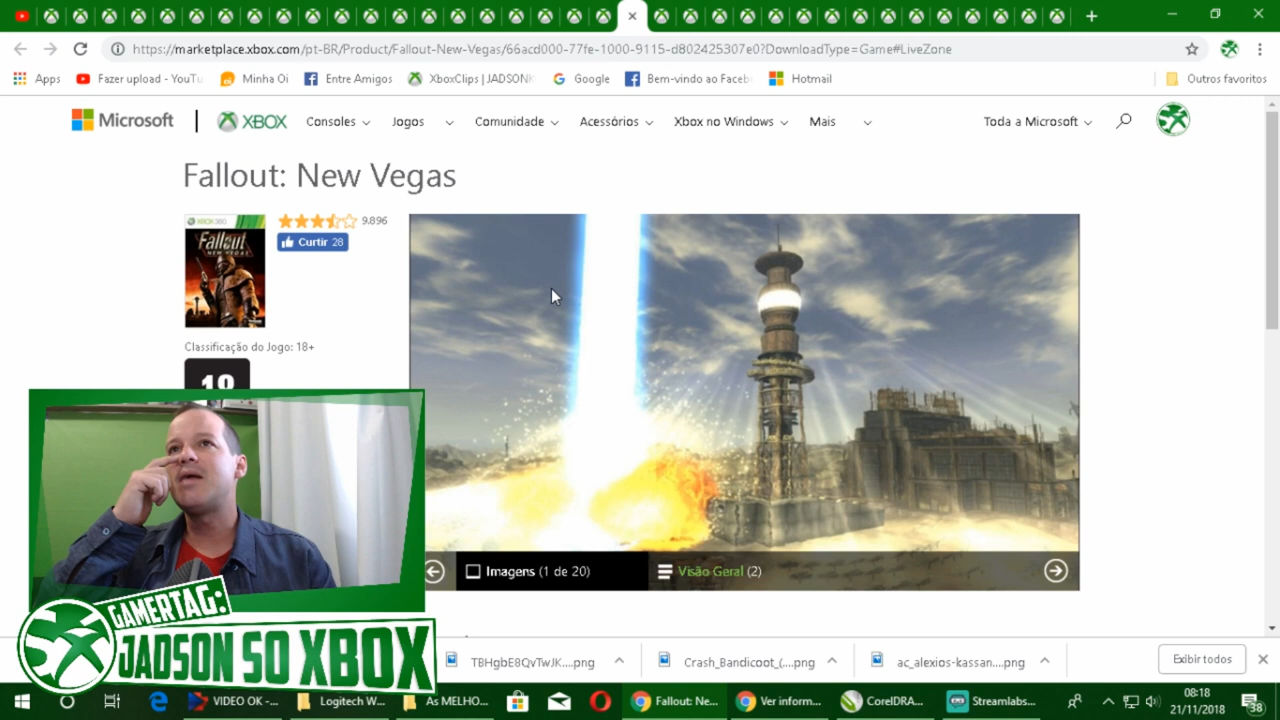 https://marketplace.xbox.com/pt-BR/Product/Fallout-New-Vegas/66acd000-77fe-1000-9115-d802425307e0?DownloadType=Game#LiveZone
Apps
Fazer upload - YouTu
Minha Oi
Entre Amigos
XboxClips | JADSON
Google
Bem-vindo ao Faceb
Hotmail
Outros favoritos
Microsoft
XBOX
Consoles
Jogos
Comunidade
Acessórios
Xbox no Windows
Mais
Toda a Microsoft
Fallout: New Vegas
XBOX 360
Fallout
NEW VEGAS
9.896
Curtir 28
Classificação do Jogo: 18+
18
Imagens (1 de 20)
Visão Geral (2)
GAMERTAG:
JADSON SO XBOX
TBHgbE8QvTwJK....png
Crash_Bandicoot_(....png
ac_alexios-kassan....png
Exibir todos
VIDEO OK -...
Logitech W...
As MELHO...
Fallout: Ne...
Ver inform...
CorelDRA...
Streamlabs...
08:18
21/11/2018
38